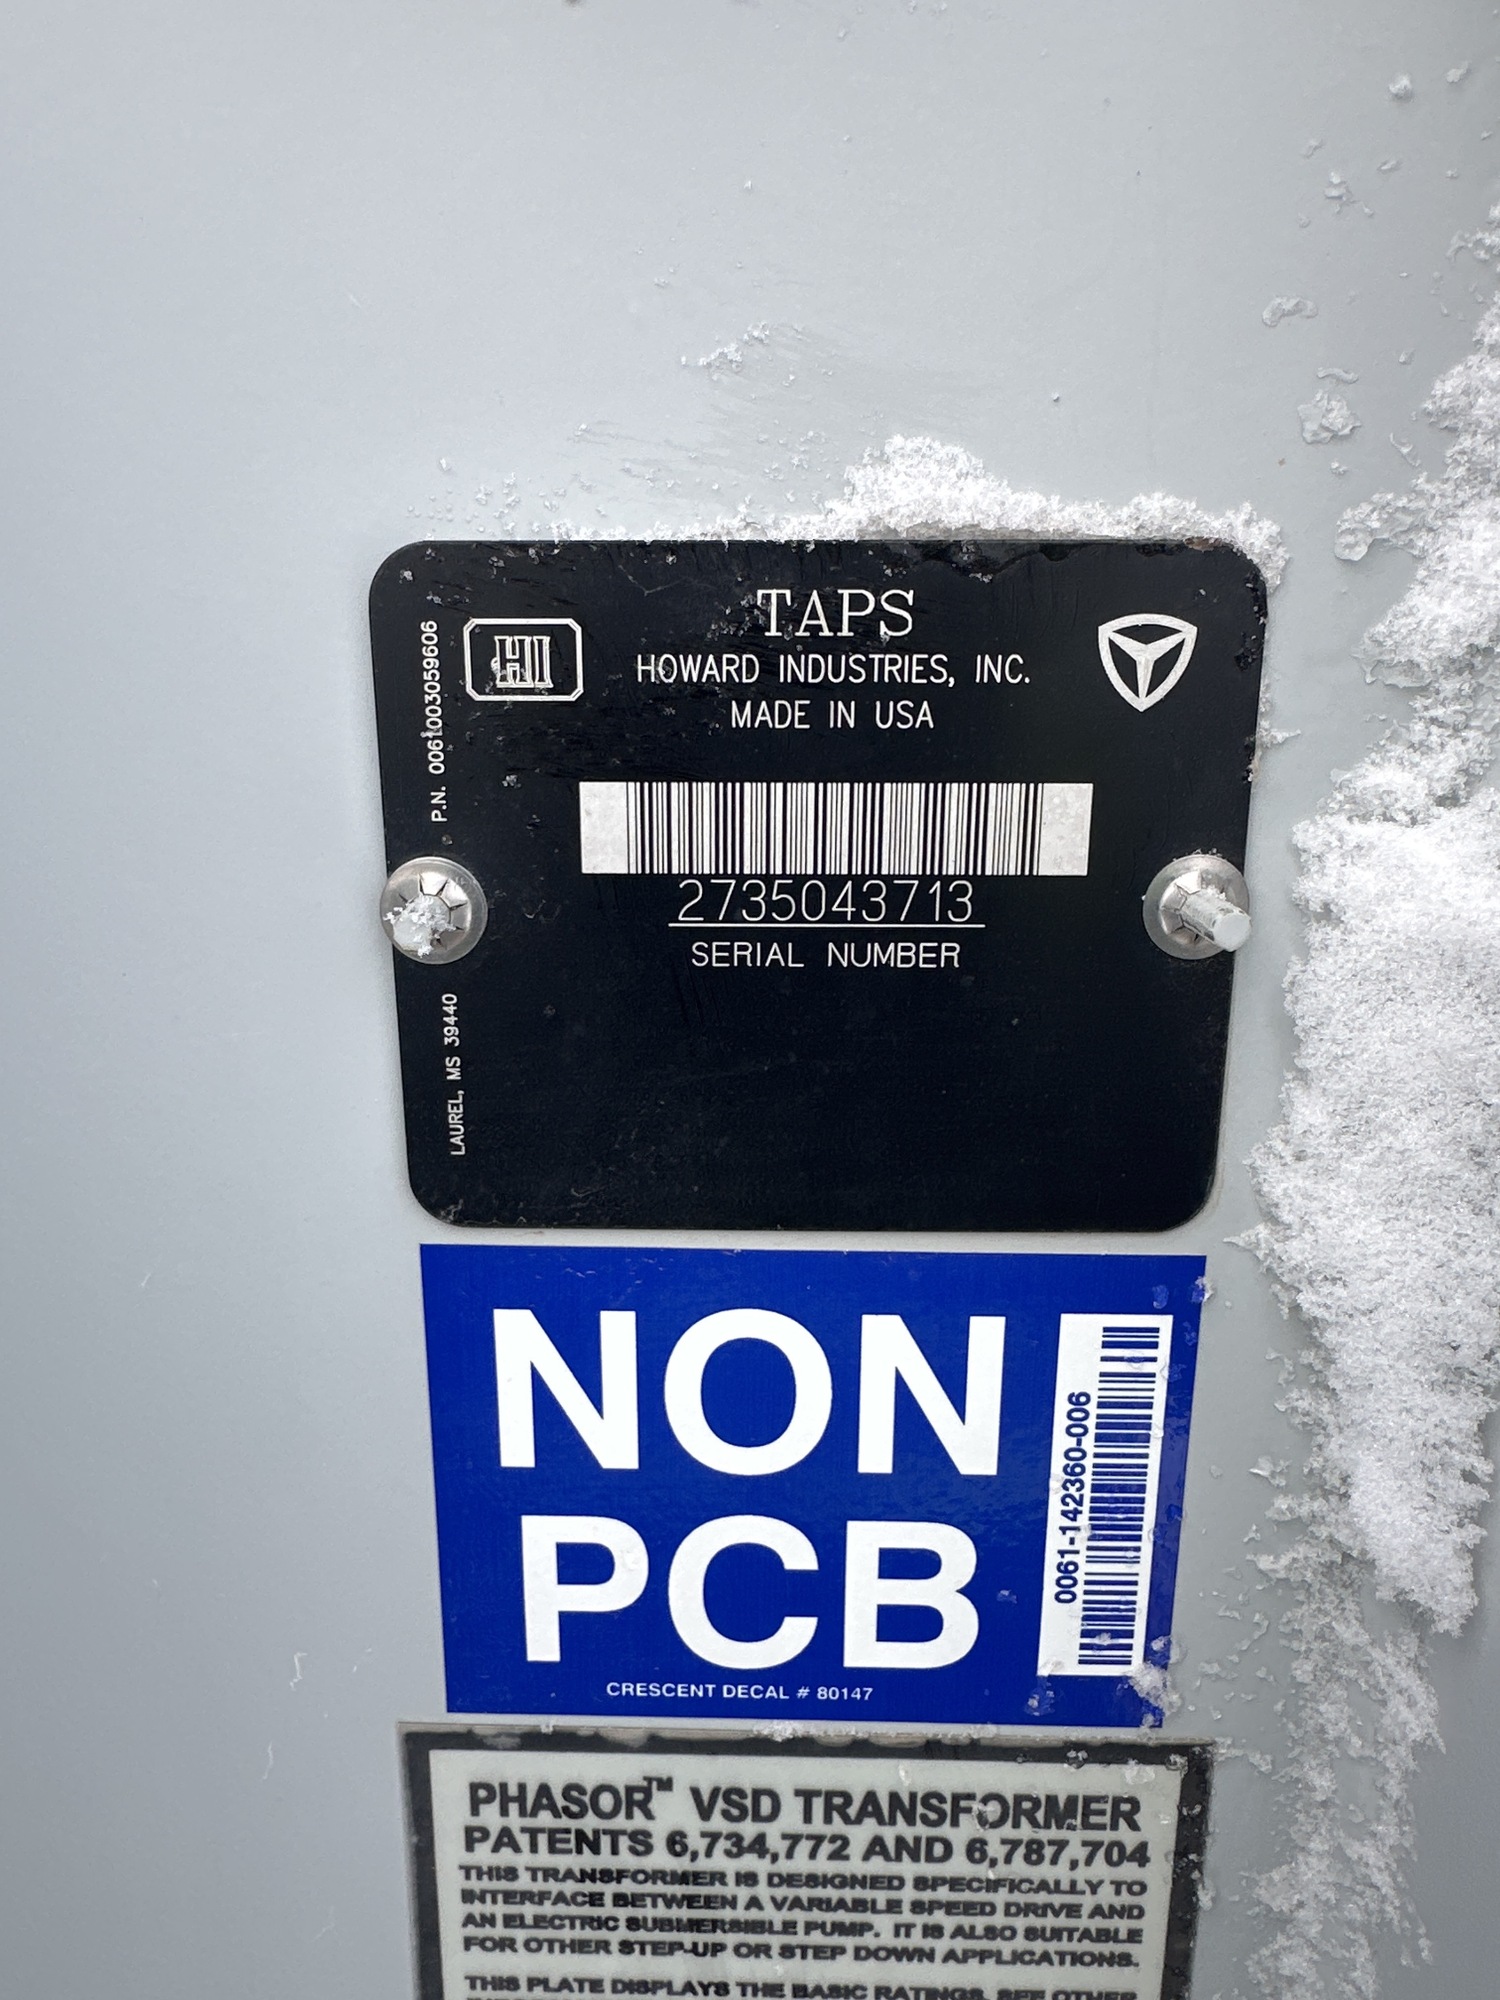 TAPS
HI
HOWARD INDUSTRIES, INC.
MADE IN USA
P.N. 0061003059606
2735043713
SERIAL NUMBER
LAUREL, MS 39440
NON
PCB
0061-142360-006
CRESCENT DECAL # 80147
PHASOR™ VSD TRANSFORMER
PATENTS 6,734,772 AND 6,787,704
THIS TRANSFORMER IS DESIGNED SPECIFICALLY TO
INTERFACE BETWEEN A VARIABLE SPEED DRIVE AND
AN ELECTRIC SUBMERSIBLE PUMP. IT IS ALSO SUITABLE
FOR OTHER STEP-UP OR STEP DOWN APPLICATIONS.
THIS PLATE DISPLAYS THE BASIC RATINGS. SEE OTHER